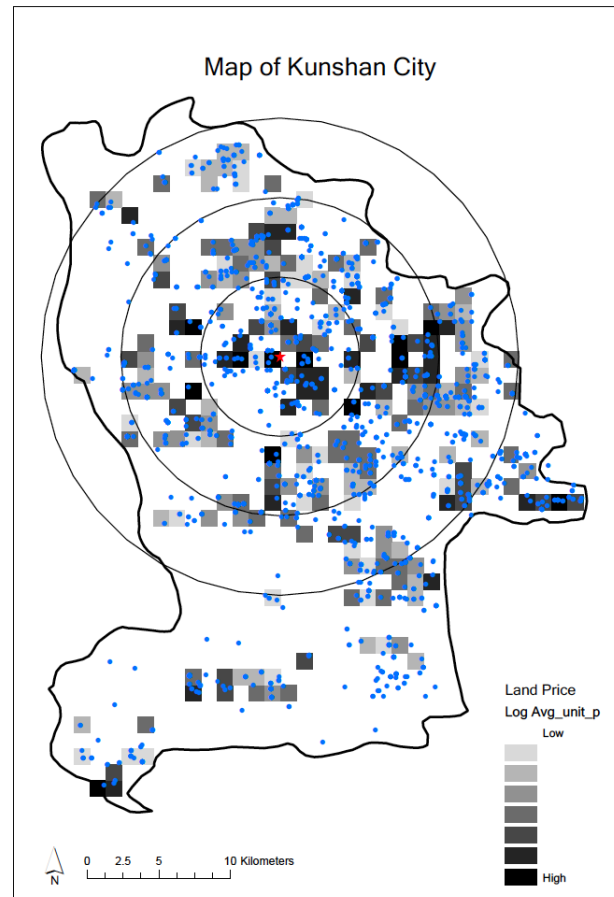 Map of Kunshan City
Land Price
Log Avg_unit_p
Low
High
N
0 2.5 5 10 Kilometers